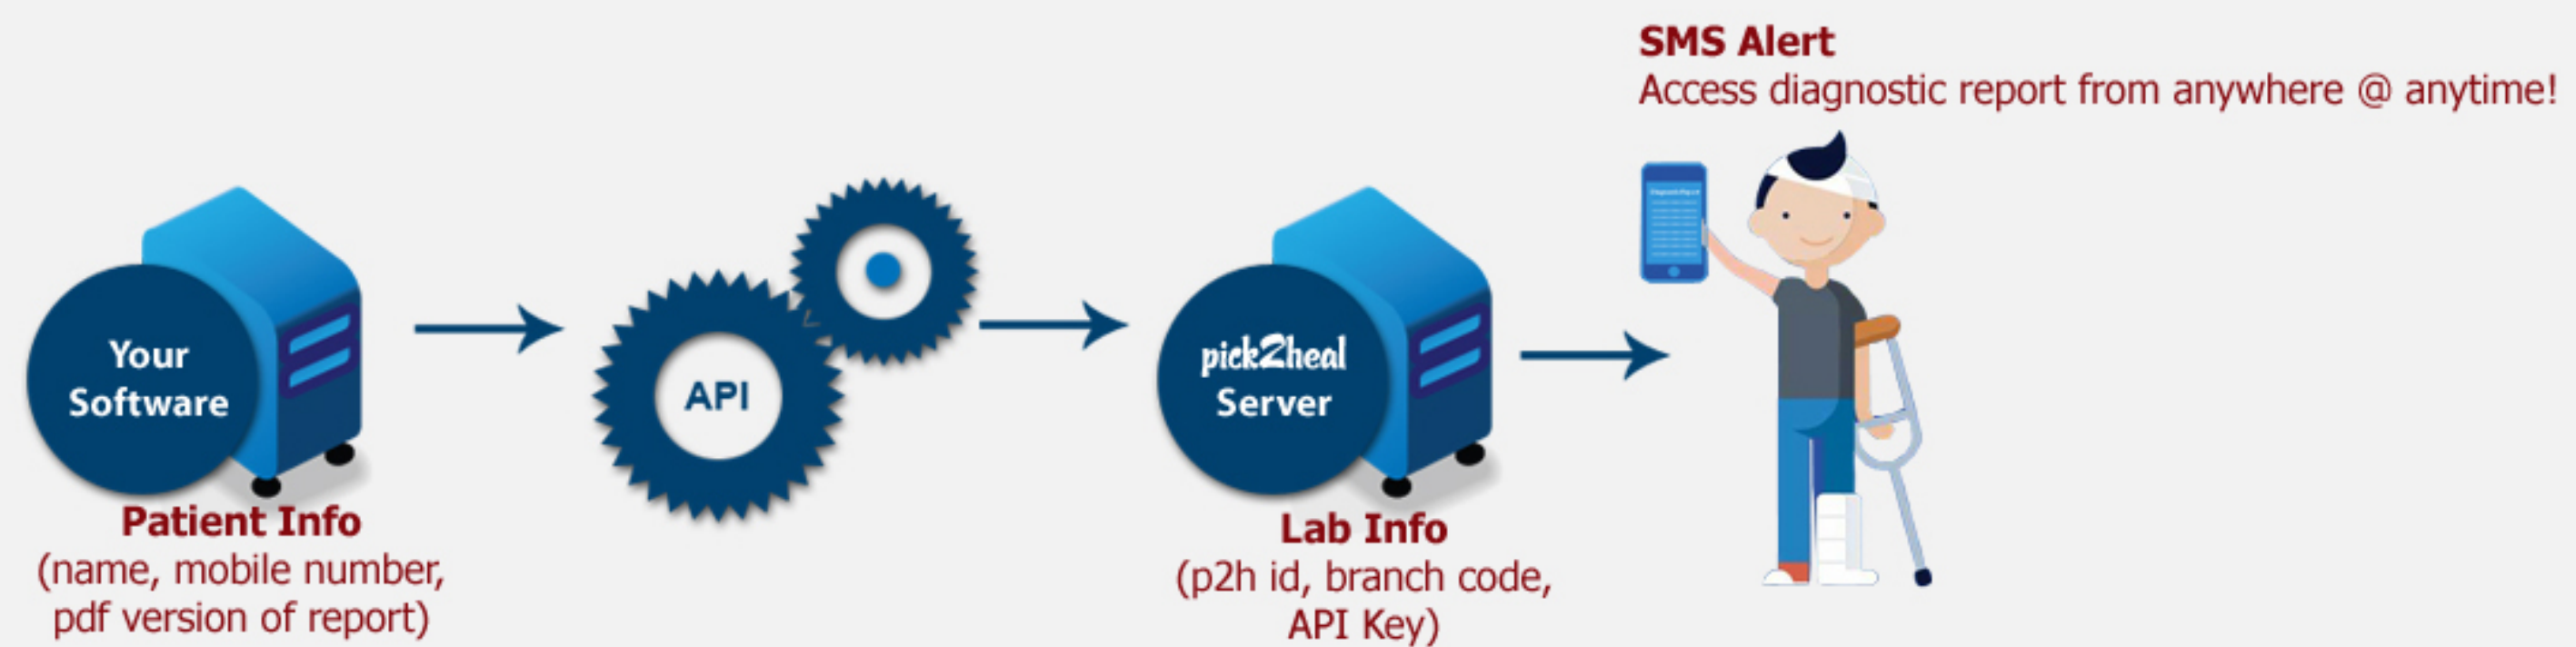 SMS Alert
Access diagnostic report from anywhere @ anytime!
Your
Software
API
pick2heal
Server
Patient Info
(name, mobile number,
pdf version of report)
Lab Info
(p2h id, branch code,
API Key)